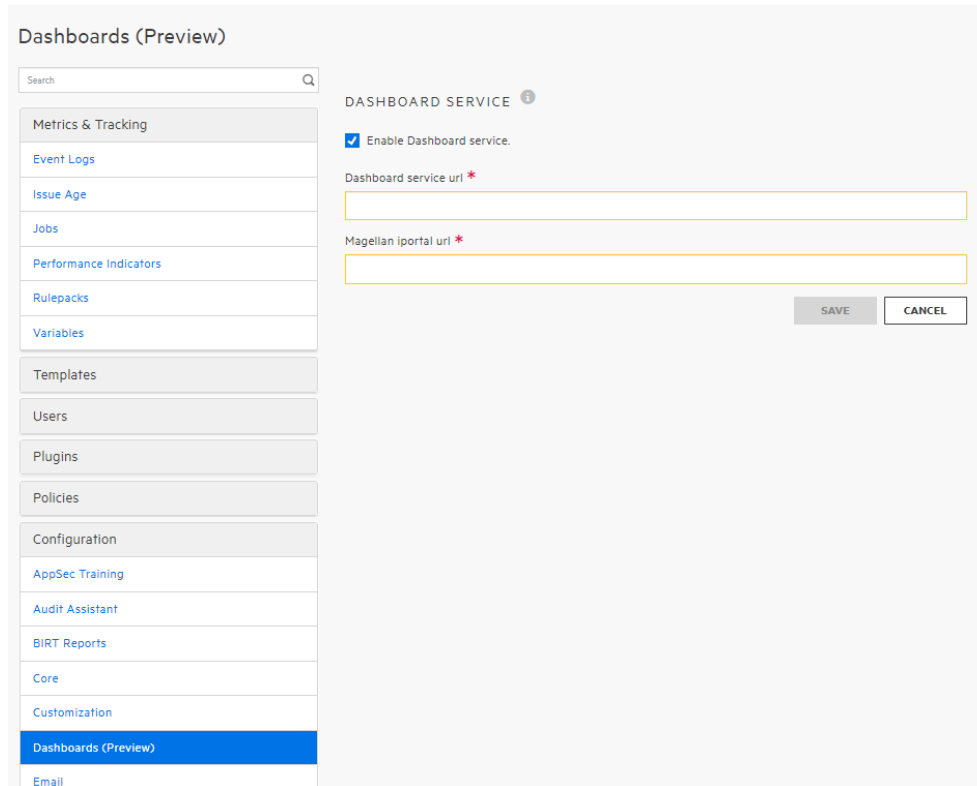 Dashboards (Preview)
Search
Metrics & Tracking
Event Logs
Issue Age
Jobs
Performance Indicators
Rulepacks
Variables
Templates
Users
Plugins
Policies
Configuration
AppSec Training
Audit Assistant
BIRT Reports
Core
Customization
Dashboards (Preview)
Email
DASHBOARD SERVICE
Enable Dashboard service.
Dashboard service url *
Magellan iportal url *
SAVE CANCEL